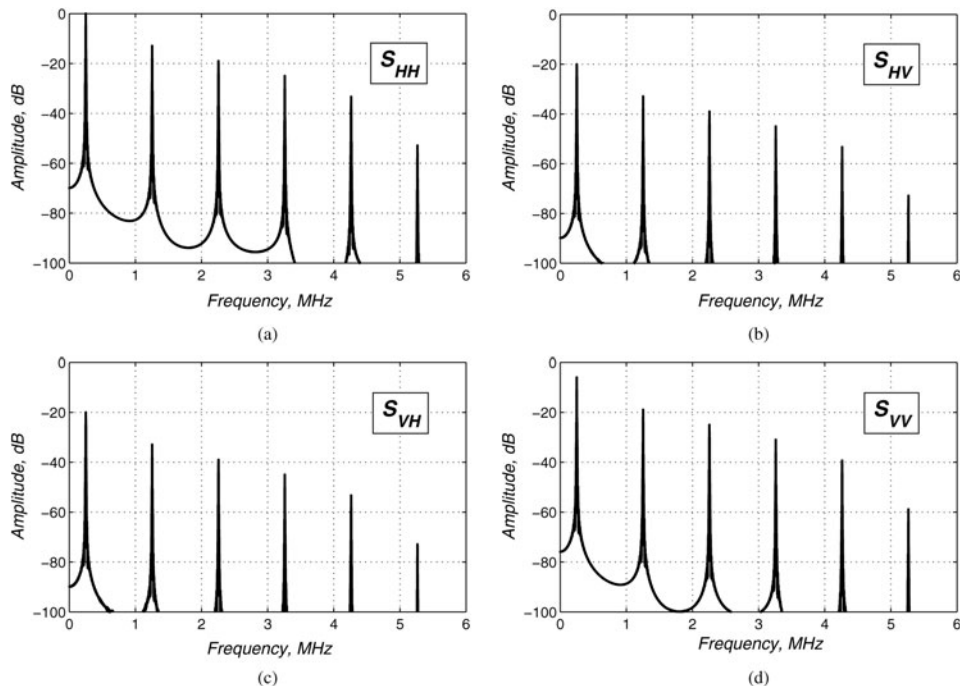 S_HH
Amplitude, dB
0
−20
−40
−60
−80
−100
0 1 2 3 4 5 6
Frequency, MHz
(a)
S_HV
Amplitude, dB
0
−20
−40
−60
−80
−100
0 1 2 3 4 5 6
Frequency, MHz
(b)
S_VH
Amplitude, dB
0
−20
−40
−60
−80
−100
0 1 2 3 4 5 6
Frequency, MHz
(c)
S_VV
Amplitude, dB
0
−20
−40
−60
−80
−100
0 1 2 3 4 5 6
Frequency, MHz
(d)